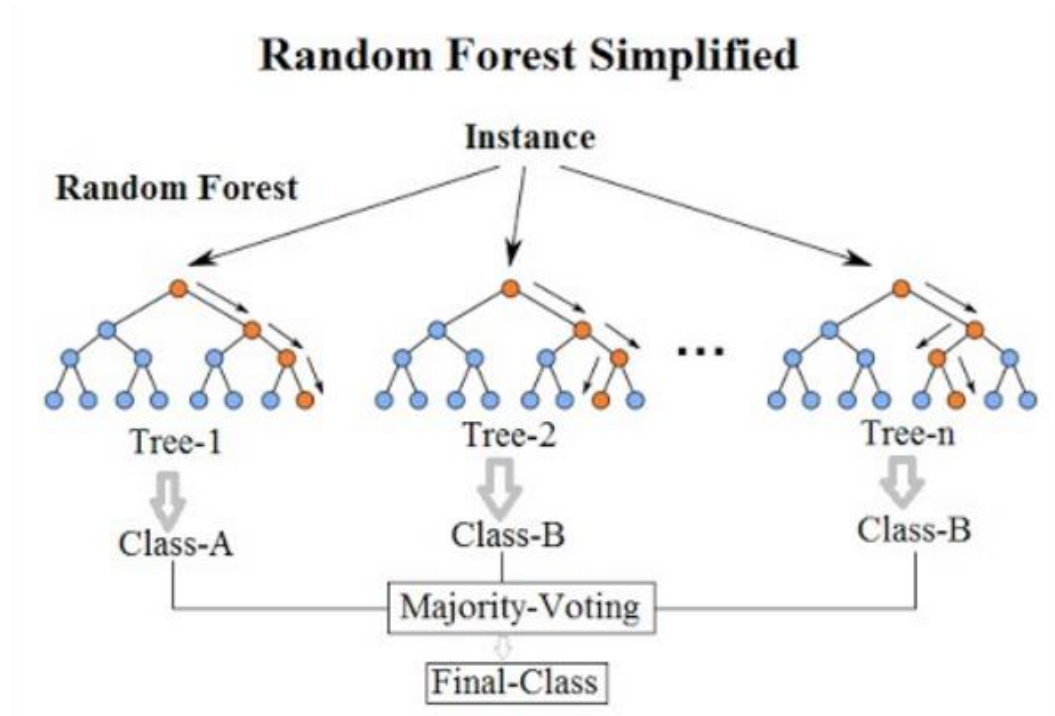 Random Forest Simplified
Instance
Random Forest
...
Tree-1
Tree-2
Tree-n
Class-A
Class-B
Class-B
Majority-Voting
Final-Class